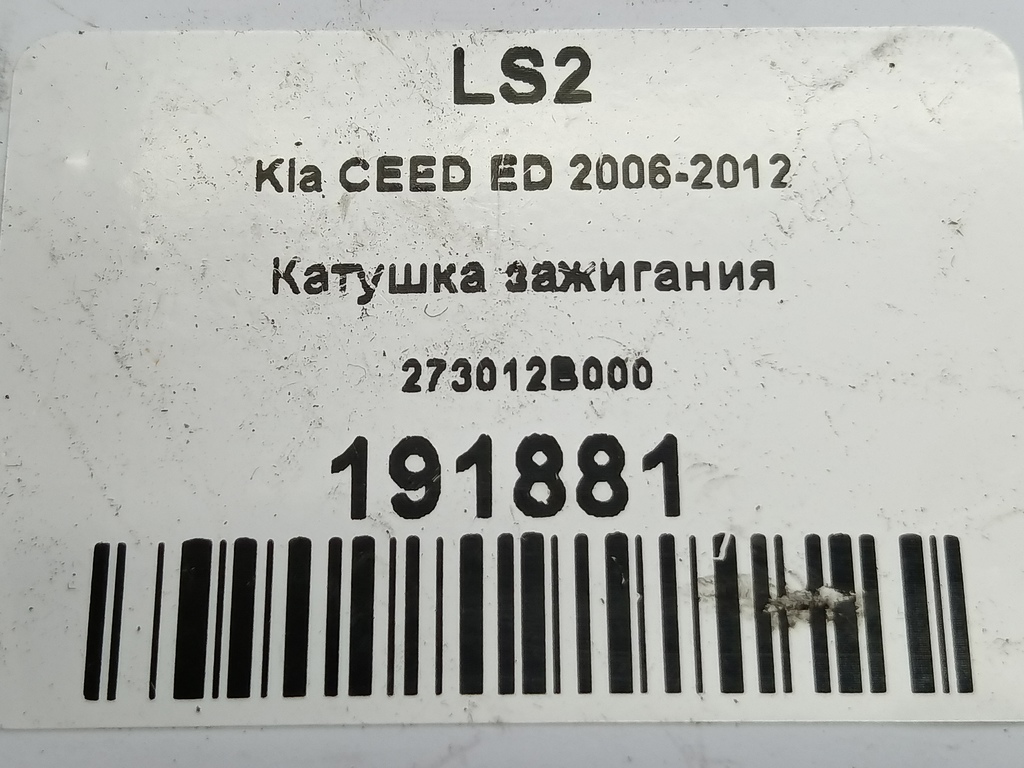 LS2
Kia CEED ED 2006-2012
Катушка зажигания
273012B000
191881